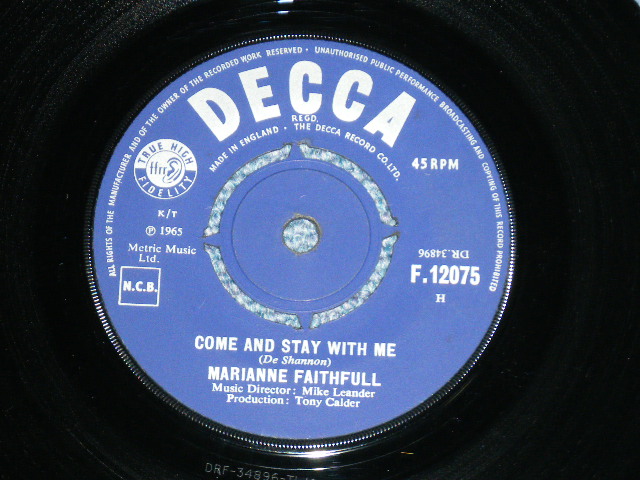 ALL RIGHTS OF THE MANUFACTURER AND OF THE OWNER OF THE RECORDED WORK RESERVED · UNAUTHORISED PUBLIC PERFORMANCE BROADCASTING AND COPYING OF THIS RECORD PROHIBITED
DECCA
REGD.
MADE IN ENGLAND · THE DECCA RECORD CO. LTD.
TRUE HIGH
ffrr
FIDELITY
45 RPM
K/T
℗ 1965
Metric Music
Ltd.
N.C.B.
DR.34896
F.12075
H
COME AND STAY WITH ME
(De Shannon)
MARIANNE FAITHFULL
Music Director: Mike Leander
Production: Tony Calder